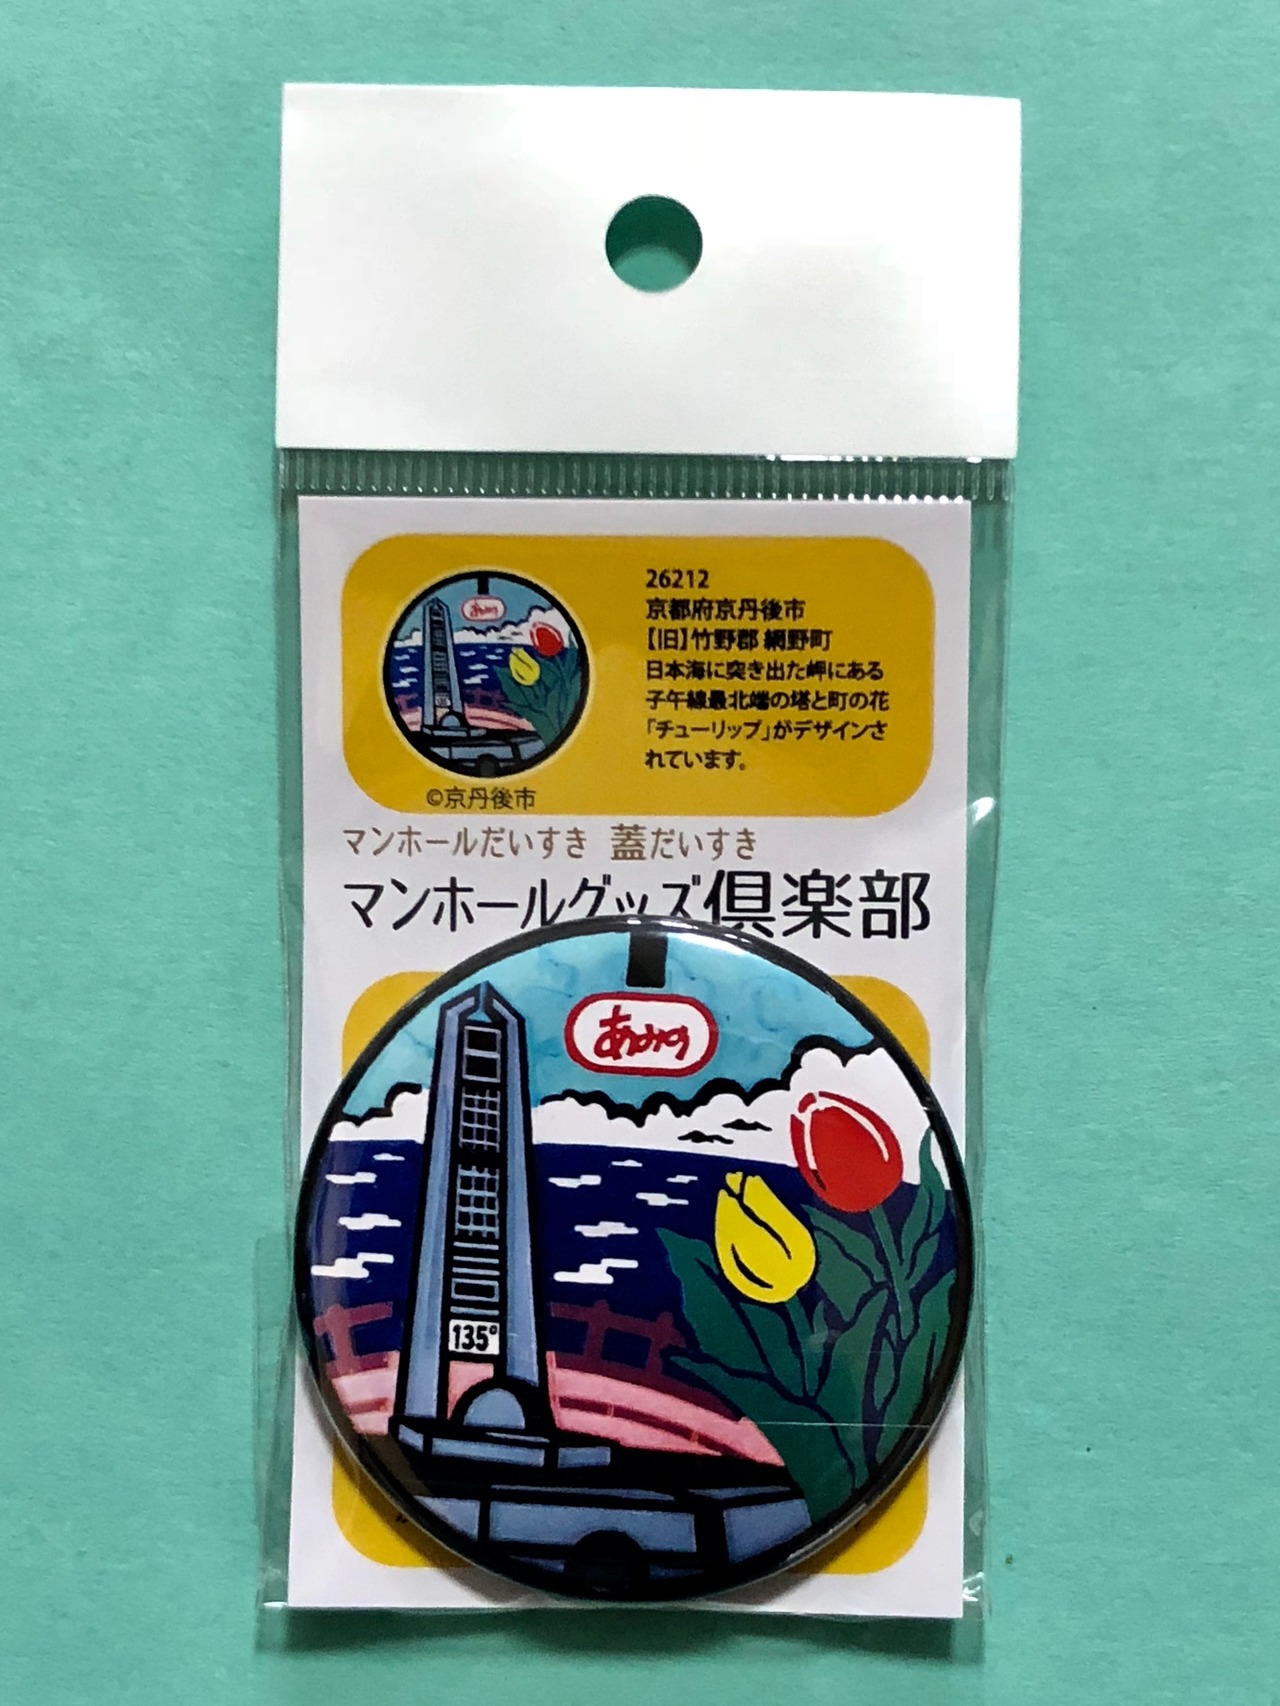 26212
京都府京丹後市
【旧】竹野郡 網野町
日本海に突き出た岬にある
子午線最北端の塔と町の花
「チューリップ」がデザインさ
れています。
あみの
©京丹後市
マンホールだいすき 蓋だいすき
マンホールグッズ倶楽部
あみの
135°